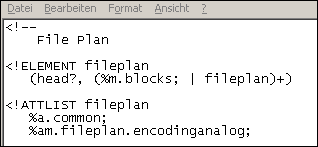 Datei Bearbeiten Format Ansicht ?
<!--
File Plan
<!ELEMENT fileplan
(head?, (%m.blocks; | fileplan)+)
<!ATTLIST fileplan
%a.common;
%am.fileplan.encodinganalog;